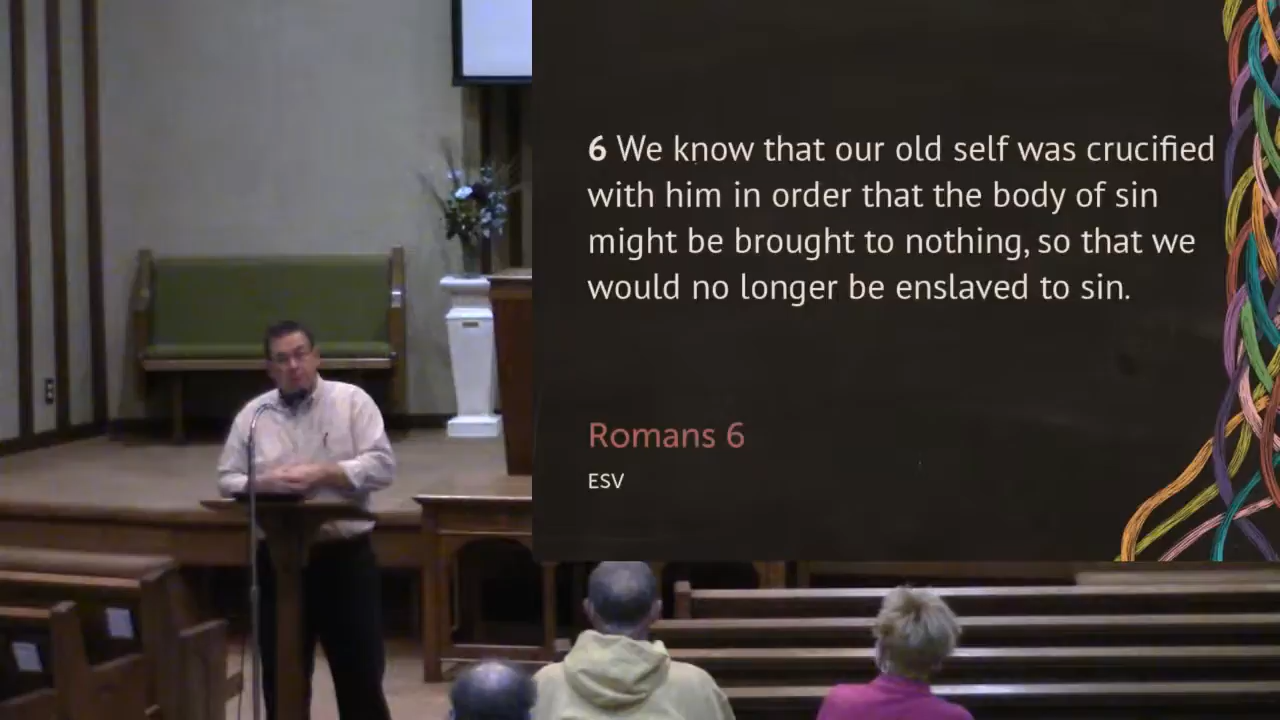 6 We know that our old self was crucified
with him in order that the body of sin
might be brought to nothing, so that we
would no longer be enslaved to sin.
Romans 6
ESV